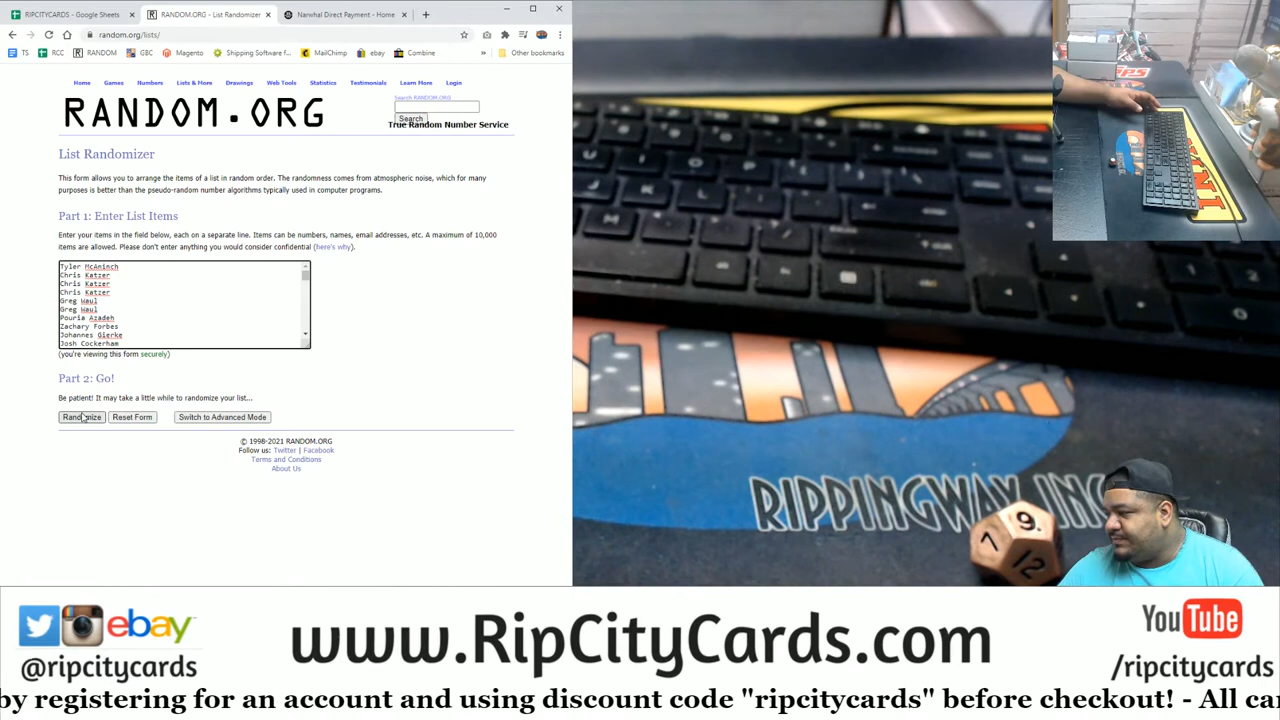 RIPCITYCARDS - Google Sheets
RANDOM.ORG - List Randomizer
Narwhal Direct Payment - Home
random.org/lists/
TS RCC RANDOM GBC Magento Shipping Software f... MailChimp ebay Combine » Other bookmarks
Home Games Numbers Lists & More Drawings Web Tools Statistics Testimonials Learn More Login
RANDOM.ORG
Search RANDOM.ORG
Search
True Random Number Service
List Randomizer
This form allows you to arrange the items of a list in random order. The randomness comes from atmospheric noise, which for many
purposes is better than the pseudo-random number algorithms typically used in computer programs.
Part 1: Enter List Items
Enter your items in the field below, each on a separate line. Items can be numbers, names, email addresses, etc. A maximum of 10,000
items are allowed. Please don't enter anything you would consider confidential (here's why).
Tyler McAninch
Chris Katzer
Chris Katzer
Chris Katzer
Greg Waul
Greg Waul
Pouria Azadeh
Zachary Forbes
Johannes Gierke
Josh Cockerham
(you're viewing this form securely)
Part 2: Go!
Be patient! It may take a little while to randomize your list...
Randomize Reset Form Switch to Advanced Mode
© 1998-2021 RANDOM.ORG
Follow us: Twitter | Facebook
Terms and Conditions
About Us
RIPPINGWAX INC
9.
7
12
ebay
@ripcitycards
www.RipCityCards.com
YouTube
/ripcitycards
by registering for an account and using discount code "ripcitycards" before checkout! - All ca